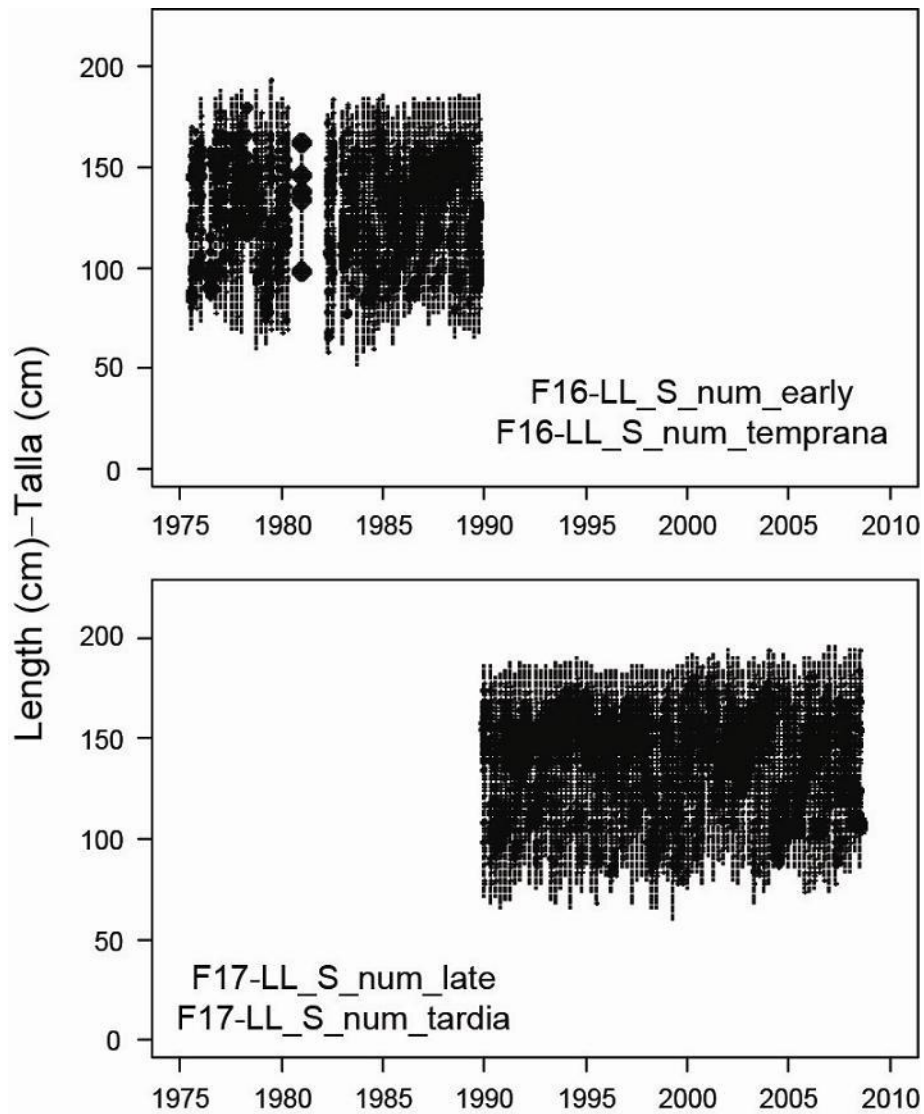 Length (cm)–Talla (cm)
200
150
100
50
0
F16-LL_S_num_early
F16-LL_S_num_temprana
1975 1980 1985 1990 1995 2000 2005 2010
200
150
100
50
0
F17-LL_S_num_late
F17-LL_S_num_tardia
1975 1980 1985 1990 1995 2000 2005 2010